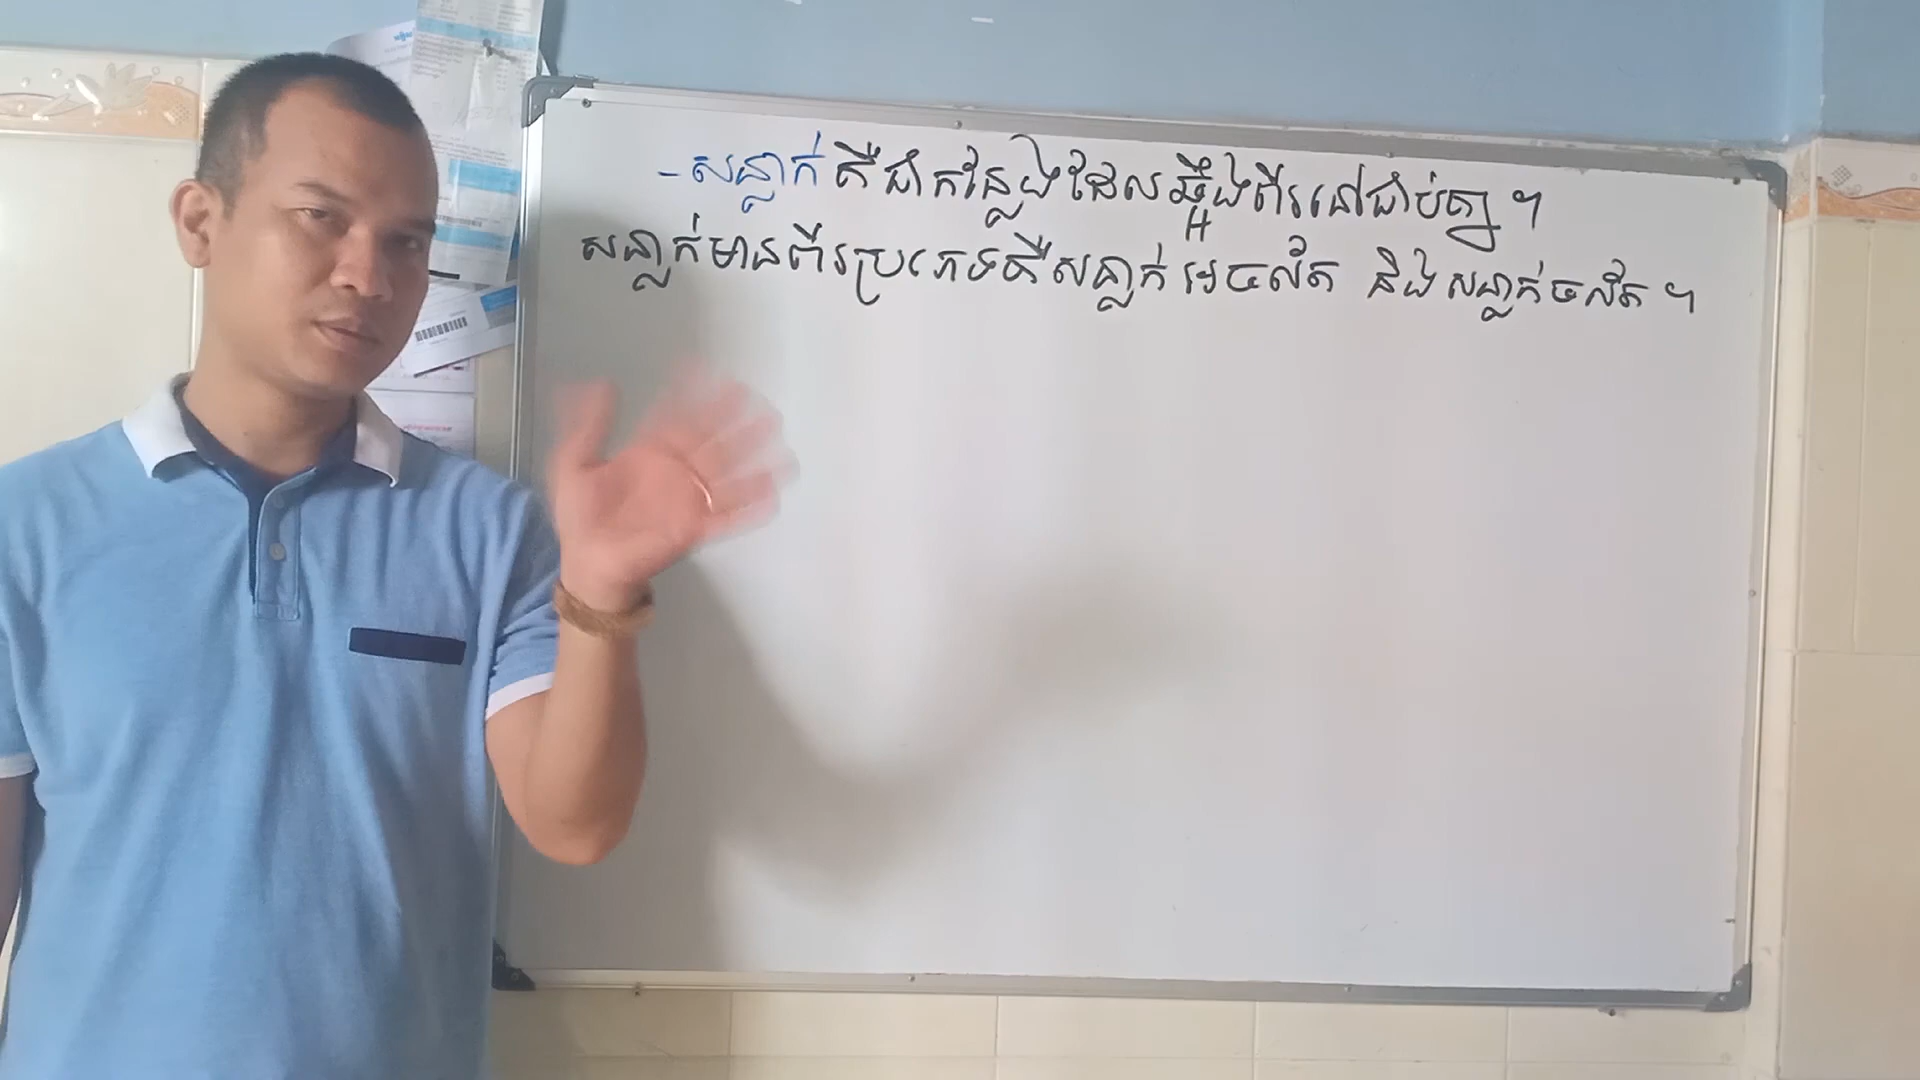 -សន្លាក់ គឺជាកន្លែងដែលឆ្អឹងពីរនៅជាប់គ្នា ។
សន្លាក់មានពីរប្រភេទគឺសន្លាក់អចល័ត និងសន្លាក់ចល័ត ។